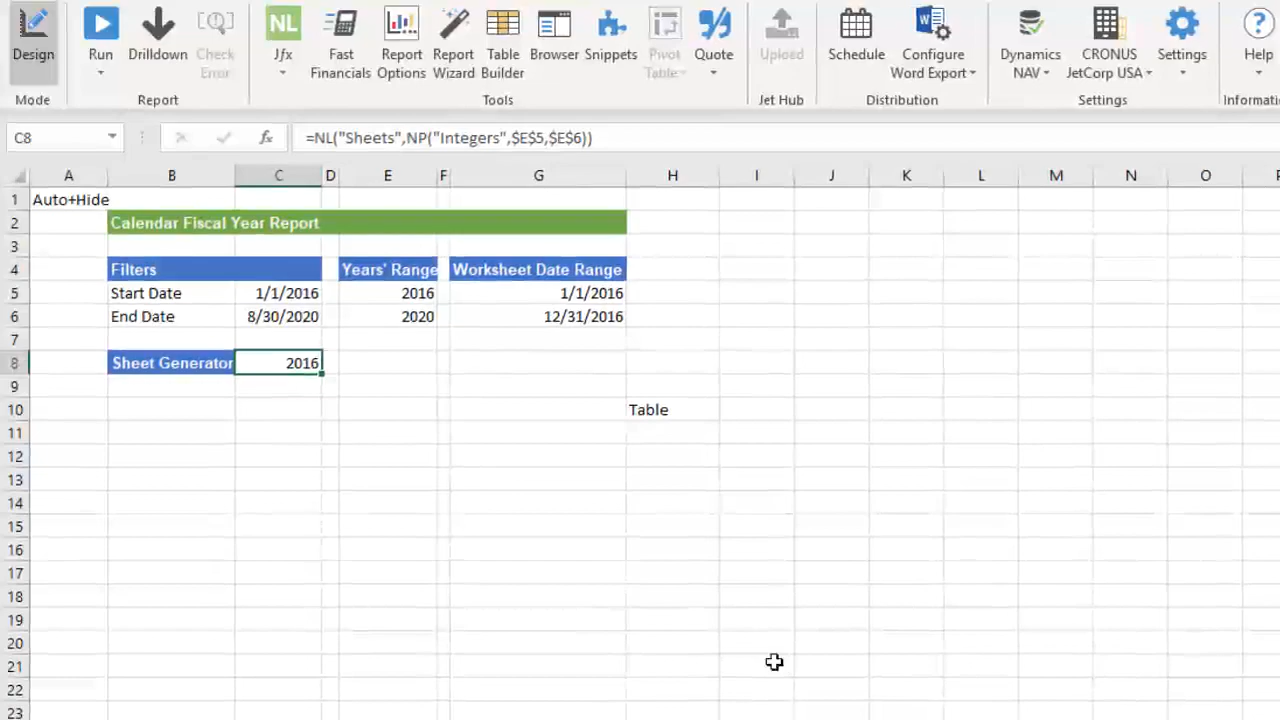 Design Run Drilldown Check Error Jfx Fast Financials Report Options Report Wizard Table Builder Browser Snippets Pivot Table Quote Upload Schedule Configure Word Export Dynamics NAV CRONUS JetCorp USA Settings Help
NL
Mode Report Tools Jet Hub Distribution Settings
C8 fx =NL("Sheets",NP("Integers",$E$5,$E$6))
A B C D E F G H I J K L M N O
1 Auto+Hide
2 Calendar Fiscal Year Report
3
4 Filters Years' Range Worksheet Date Range
5 Start Date 1/1/2016 2016 1/1/2016
6 End Date 8/30/2020 2020 12/31/2016
7
8 Sheet Generator 2016
9
10 Table
11
12
13
14
15
16
17
18
19
20
21
22
23